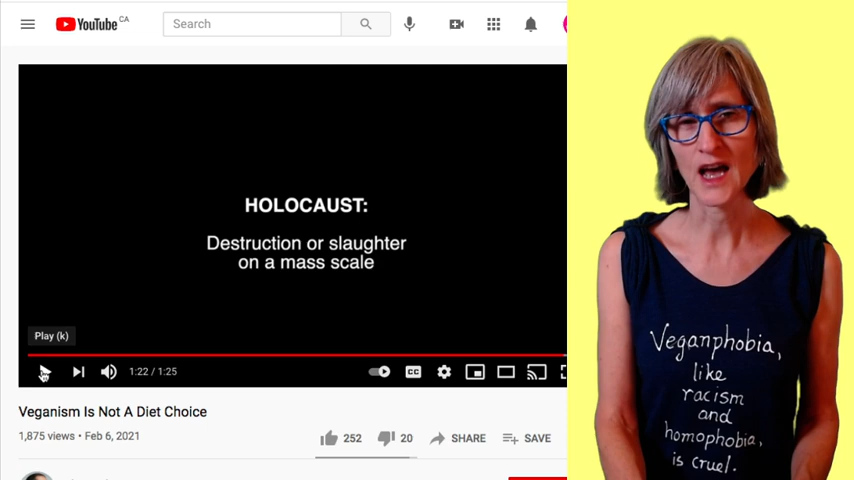 YouTube CA
Search
HOLOCAUST:
Destruction or slaughter
on a mass scale
Play (k)
1:22 / 1:25
CC
Veganism Is Not A Diet Choice
1,875 views • Feb 6, 2021
252
20
SHARE
SAVE
Veganphobia,
like
racism
and
homophobia,
is cruel.